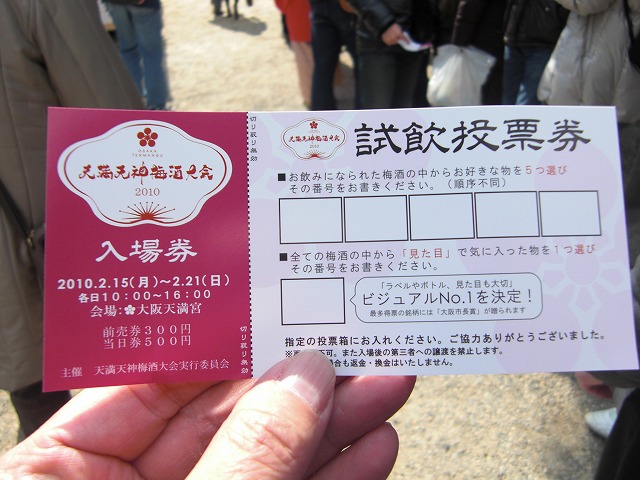 OSAKA
TENMANGU
天満天神梅酒大会
2010
入場券
2010.2.15(月)～2.21(日)
各日10:00～16:00
会場:大阪天満宮
前売券300円
当日券500円
主催 天満天神梅酒大会実行委員会
切り取り無効
切り取り無効
天満天神梅酒大会
2010
試飲投票券
■お飲みになられた梅酒の中からお好きな物を5つ選び
その番号をお書きください。(順序不同)
■全ての梅酒の中から「見た目」で気に入った物を1つ選び
その番号をお書きください。
「ラベルやボトル、見た目も大切」
ビジュアルNo.1を決定!
最多得票の銘柄には「大阪市長賞」が贈られます
指定の投票箱にお入れください。ご協力ありがとうございました。
不可。また入場後の第三者への譲渡を禁止します。
合も返金・換金はいたしません。